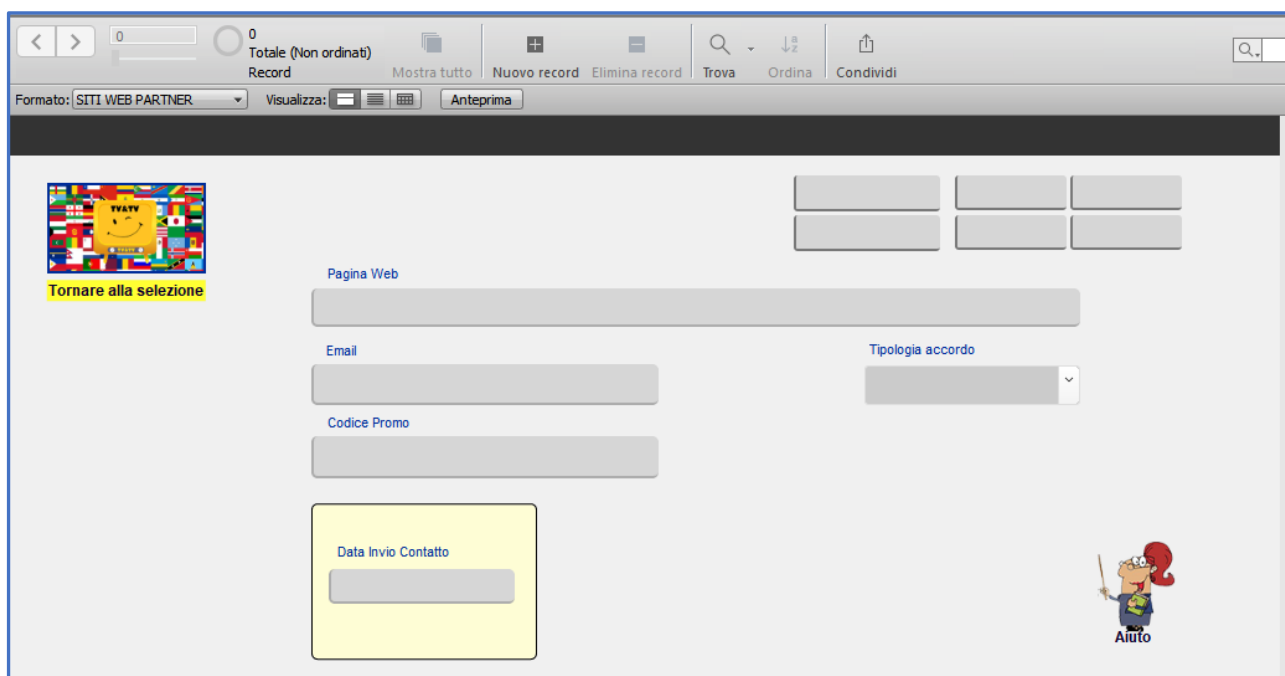 0
0
Totale (Non ordinati)
Record
Mostra tutto
Nuovo record
Elimina record
Trova
Ordina
Condividi
Formato: SITI WEB PARTNER
Visualizza:
Anteprima
TVATV
Tornare alla selezione
Pagina Web
Email
Tipologia accordo
Codice Promo
Data Invio Contatto
Aiuto